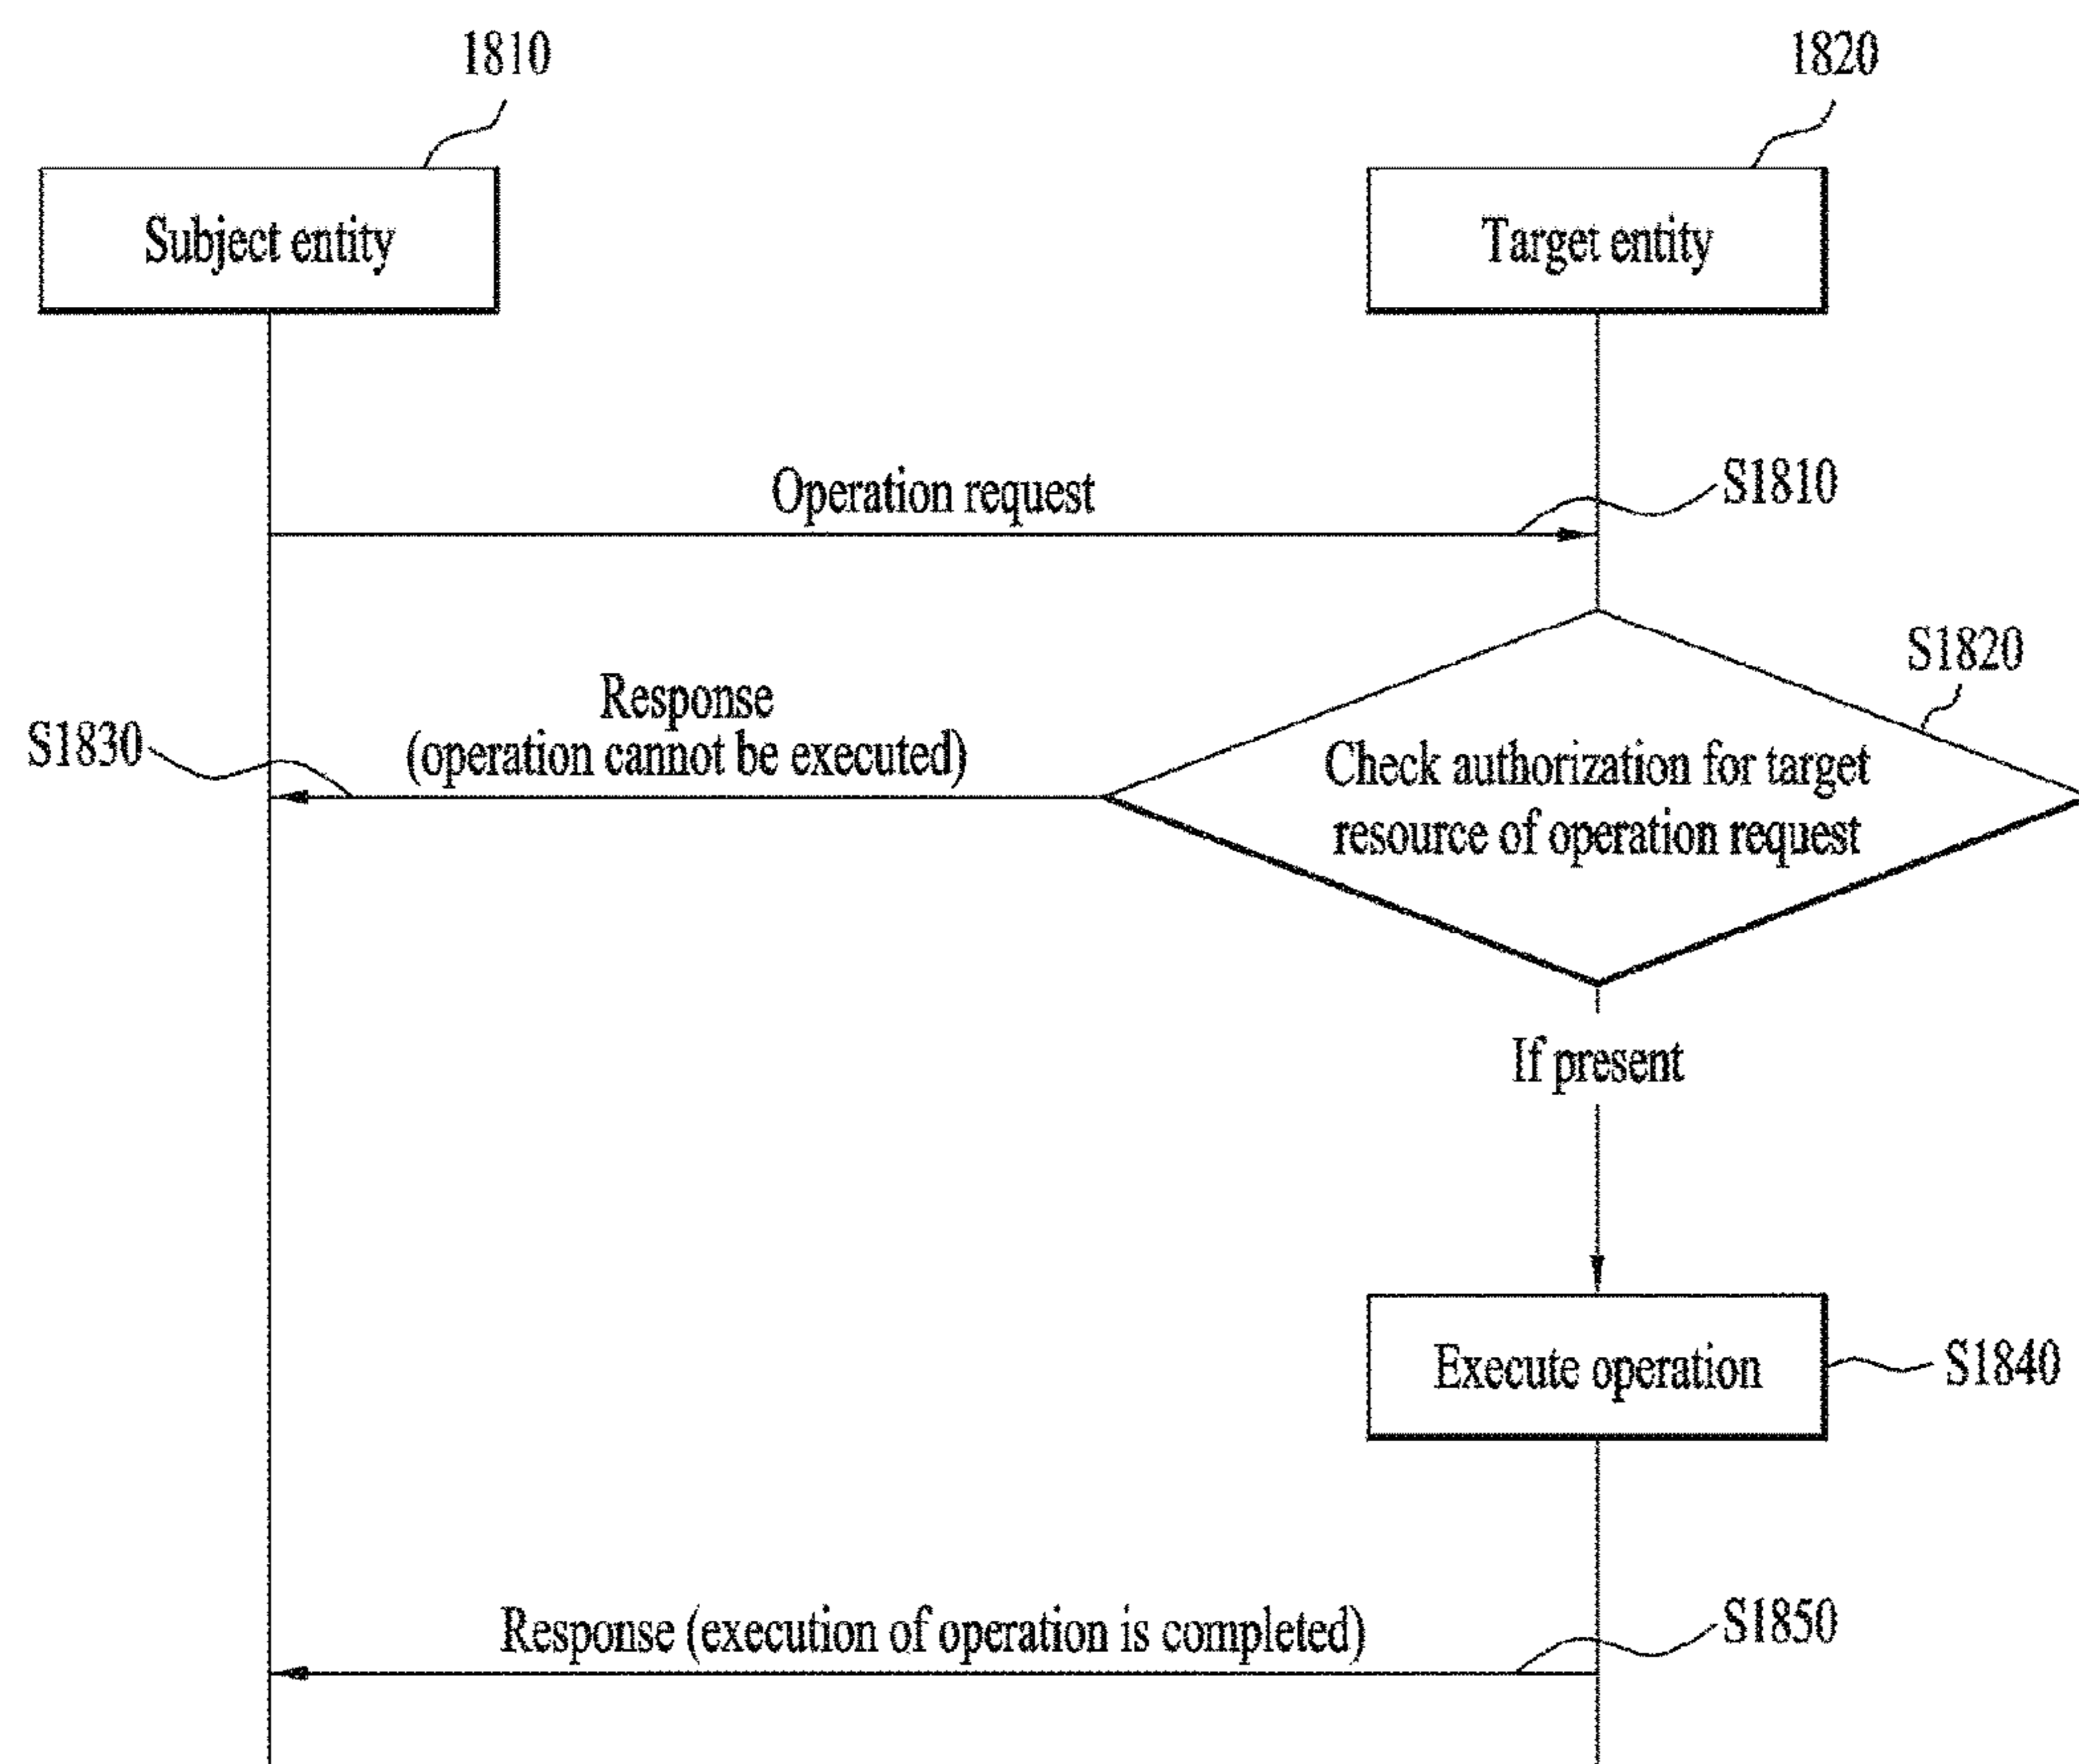 1810
1820
Subject entity
Target entity
Operation request
S1810
S1820
Response
(operation cannot be executed)
S1830
Check authorization for target
resource of operation request
If present
Execute operation
S1840
Response (execution of operation is completed)
S1850